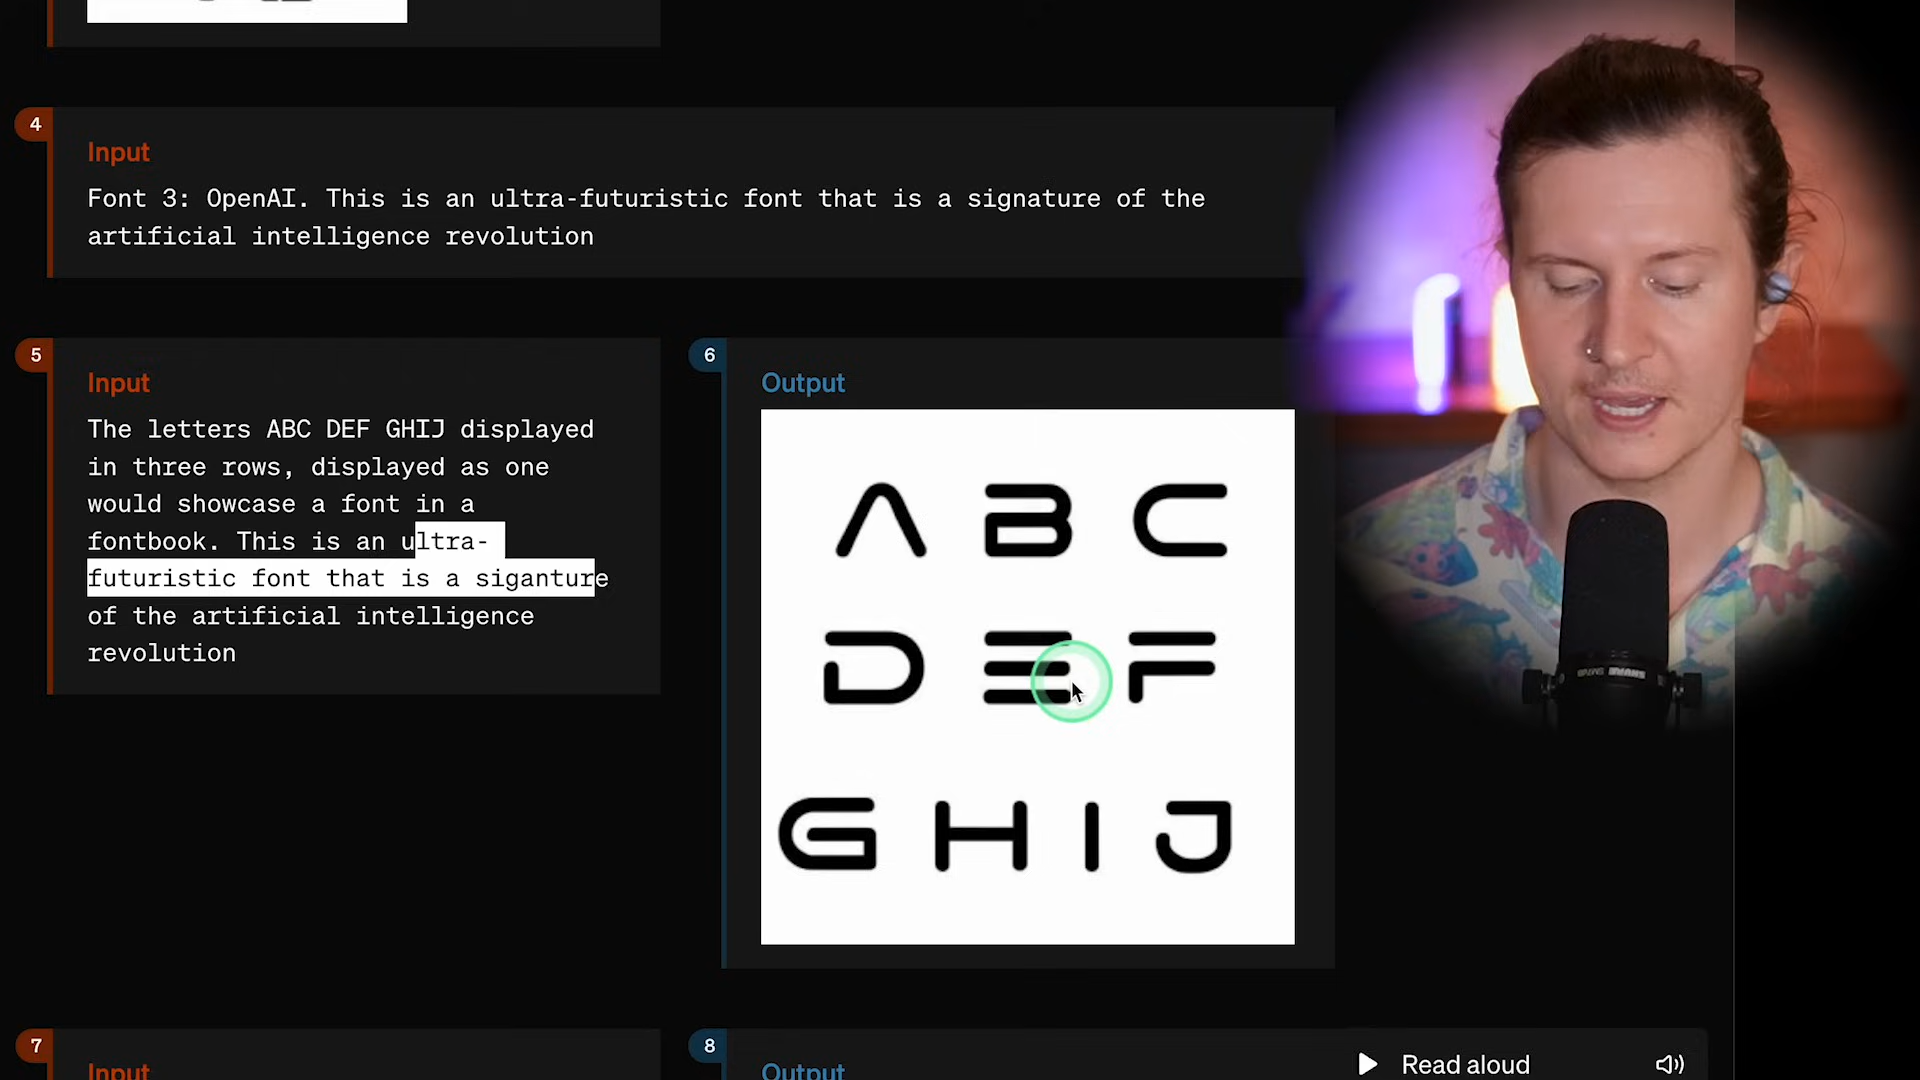 4
Input
Font 3: OpenAI. This is an ultra-futuristic font that is a signature of the
artificial intelligence revolution
5
Input
The letters ABC DEF GHIJ displayed
in three rows, displayed as one
would showcase a font in a
fontbook. This is an ultra-
futuristic font that is a siganture
of the artificial intelligence
revolution
6
Output
A B C
D E F
G H I J
7
Input
8
Output
Read aloud